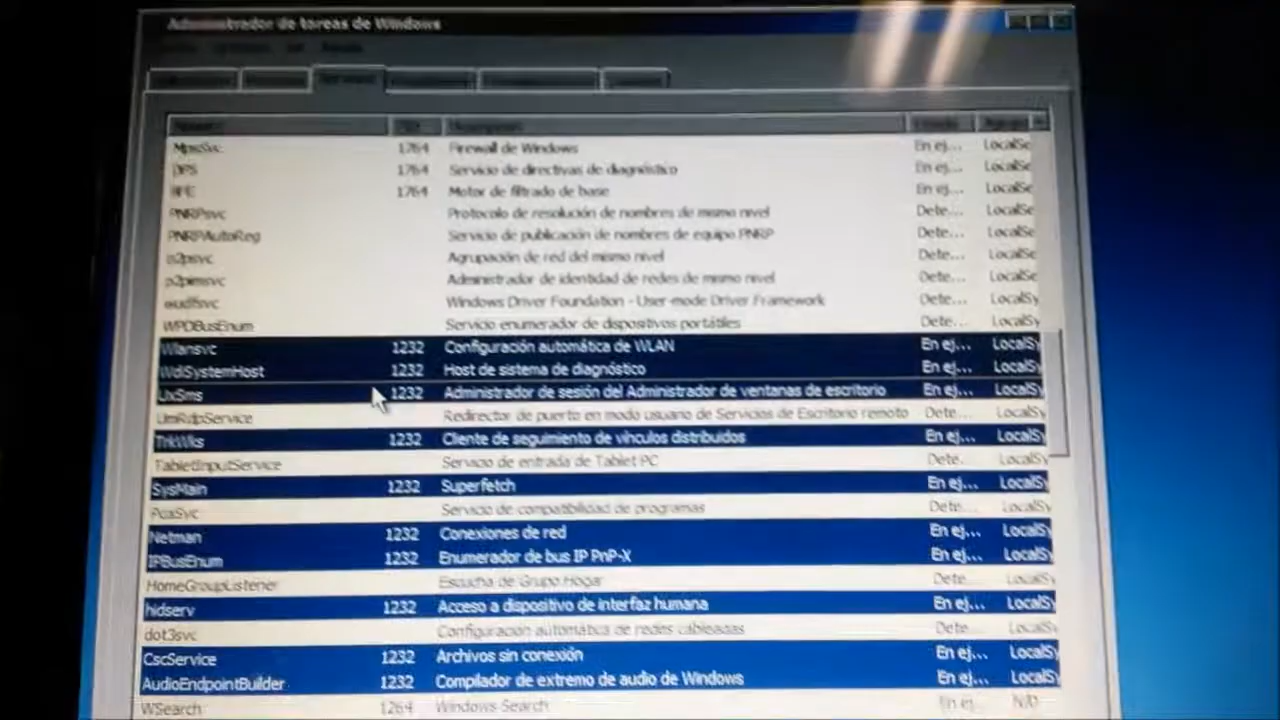 Administrador de tareas de Windows
MpsSvc 1764 Firewall de Windows En ej... LocalSe
DPS 1764 Servicio de directivas de diagnóstico En ej... LocalSe
BFE 1764 Motor de filtrado de base En ej... LocalSe
PNRPsvc Protocolo de resolución de nombres de mismo nivel Dete... LocalSe
PNRPAutoReg Servicio de publicación de nombres de equipo PNRP Dete... LocalSe
p2psvc Agrupación de red del mismo nivel Dete... LocalSe
p2pimsvc Administrador de identidad de redes de mismo nivel Dete... LocalSe
wudfsvc Windows Driver Foundation - User-mode Driver Framework Dete... LocalSy
WPDBusEnum Servicio enumerador de dispositivos portátiles Dete... LocalSy
Wlansvc 1232 Configuración automática de WLAN En ej... LocalSy
WdiSystemHost 1232 Host de sistema de diagnóstico En ej... LocalSy
UxSms 1232 Administrador de sesión del Administrador de ventanas de escritorio En ej... LocalSy
UmRdpService Redirector de puerto en modo usuario de Servicios de Escritorio remoto Dete... LocalSy
TrkWks 1232 Cliente de seguimiento de vínculos distribuidos En ej... LocalSy
TabletInputService Servicio de entrada de Tablet PC Dete... LocalSy
SysMain 1232 Superfetch En ej... LocalSy
PcaSvc Servicio de compatibilidad de programas Dete... LocalSy
Netman 1232 Conexiones de red En ej... LocalSy
IPBusEnum 1232 Enumerador de bus IP PnP-X En ej... LocalSy
HomeGroupListener Escucha de Grupo Hogar Dete... LocalSy
hidserv 1232 Acceso a dispositivo de interfaz humana En ej... LocalSy
dot3svc Configuración automática de redes cableadas Dete... LocalSy
CscService 1232 Archivos sin conexión En ej... LocalSy
AudioEndpointBuilder 1232 Compilador de extremo de audio de Windows En ej... LocalSy
WSearch 1264 Windows Search En ej... N/D